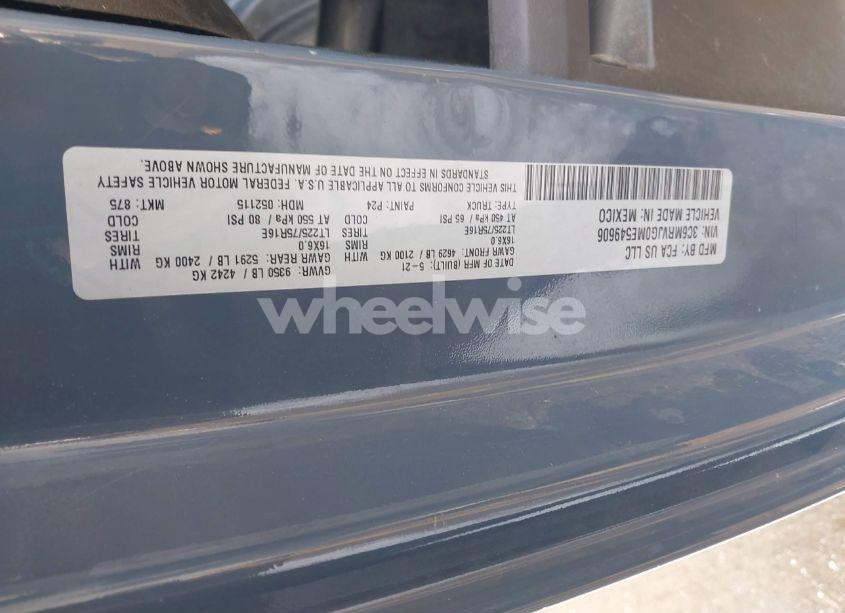 MFD BY: FCA US LLC
DATE OF MFR (BUILT): 5-21
GVWR: 9350 LB / 4242 KG
GAWR FRONT: 4629 LB / 2100 KG
WITH
16X6.0
RIMS
LT225/75R16E
TIRES
AT 450 kPa / 65 PSI
COLD
GAWR REAR: 5291 LB / 2400 KG
WITH
16X6.0
RIMS
LT225/75R16E
TIRES
AT 550 kPa / 80 PSI
COLD
VIN: 3C6MRVJG0ME549606
TYPE: TRUCK
PAINT: P24
MDH: 052115
MKT: 875
VEHICLE MADE IN: MEXICO
THIS VEHICLE CONFORMS TO ALL APPLICABLE U.S.A. FEDERAL MOTOR VEHICLE SAFETY
STANDARDS IN EFFECT ON THE DATE OF MANUFACTURE SHOWN ABOVE.
wheelwise